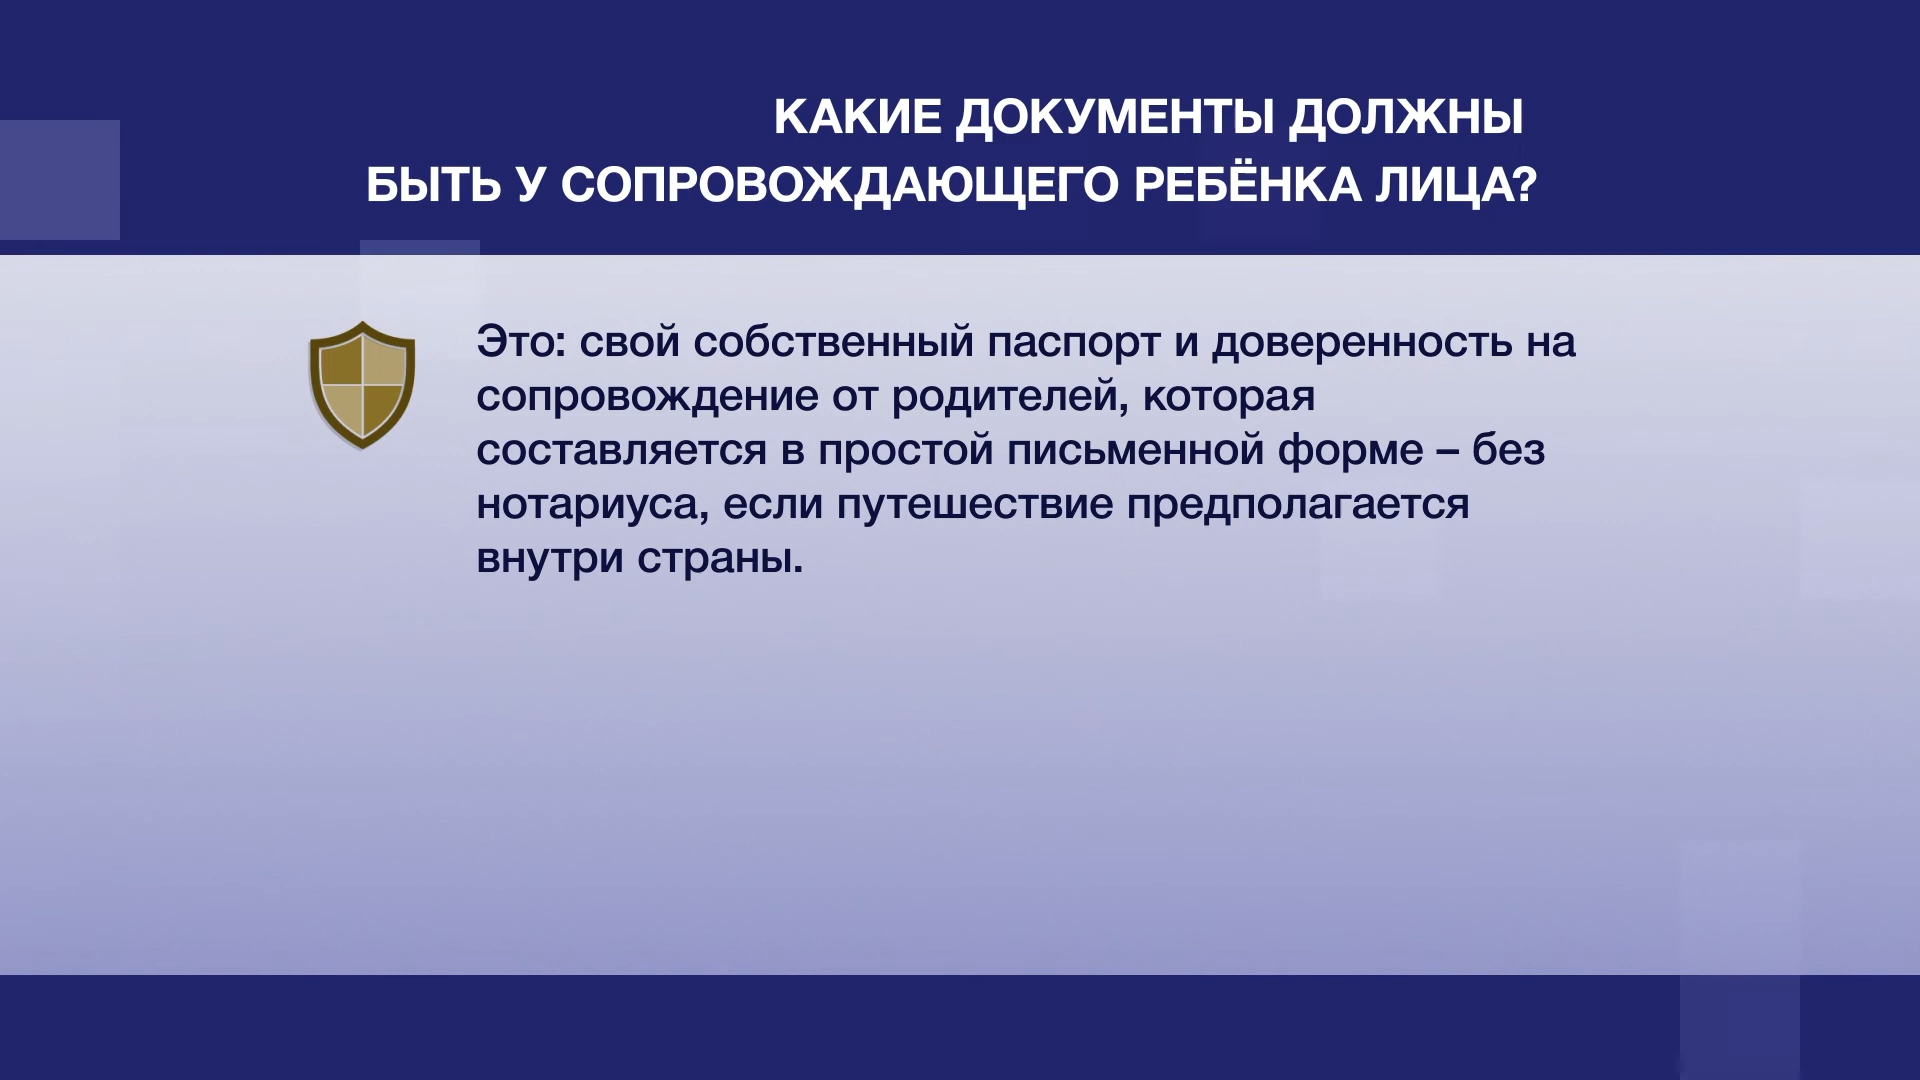 КАКИЕ ДОКУМЕНТЫ ДОЛЖНЫ
БЫТЬ У СОПРОВОЖДАЮЩЕГО РЕБЁНКА ЛИЦА?
Это: свой собственный паспорт и доверенность на
сопровождение от родителей, которая
составляется в простой письменной форме – без
нотариуса, если путешествие предполагается
внутри страны.